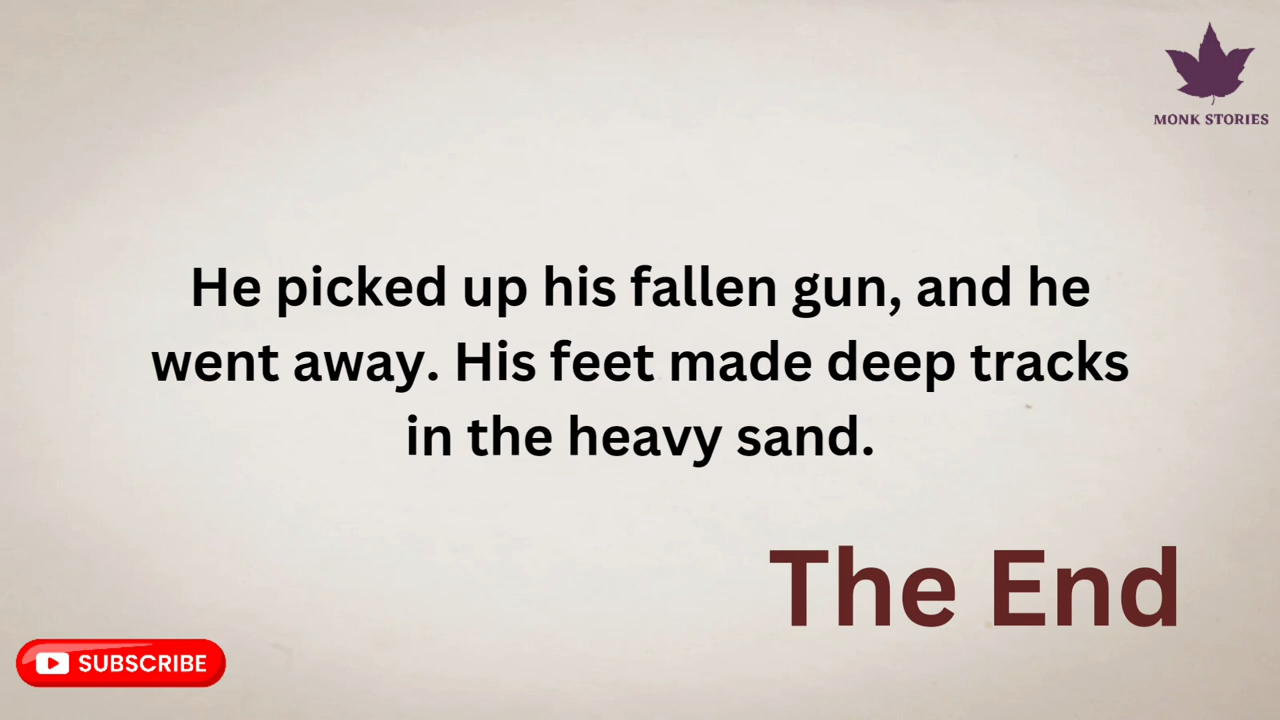 MONK STORIES
He picked up his fallen gun, and he
went away. His feet made deep tracks
in the heavy sand.
The End
SUBSCRIBE